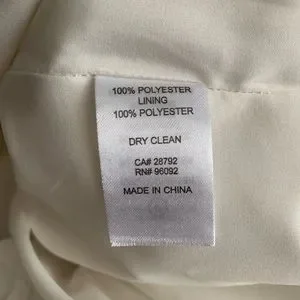 100% POLYESTER
LINING
100% POLYESTER
DRY CLEAN
CA# 28792
RN# 96092
MADE IN CHINA